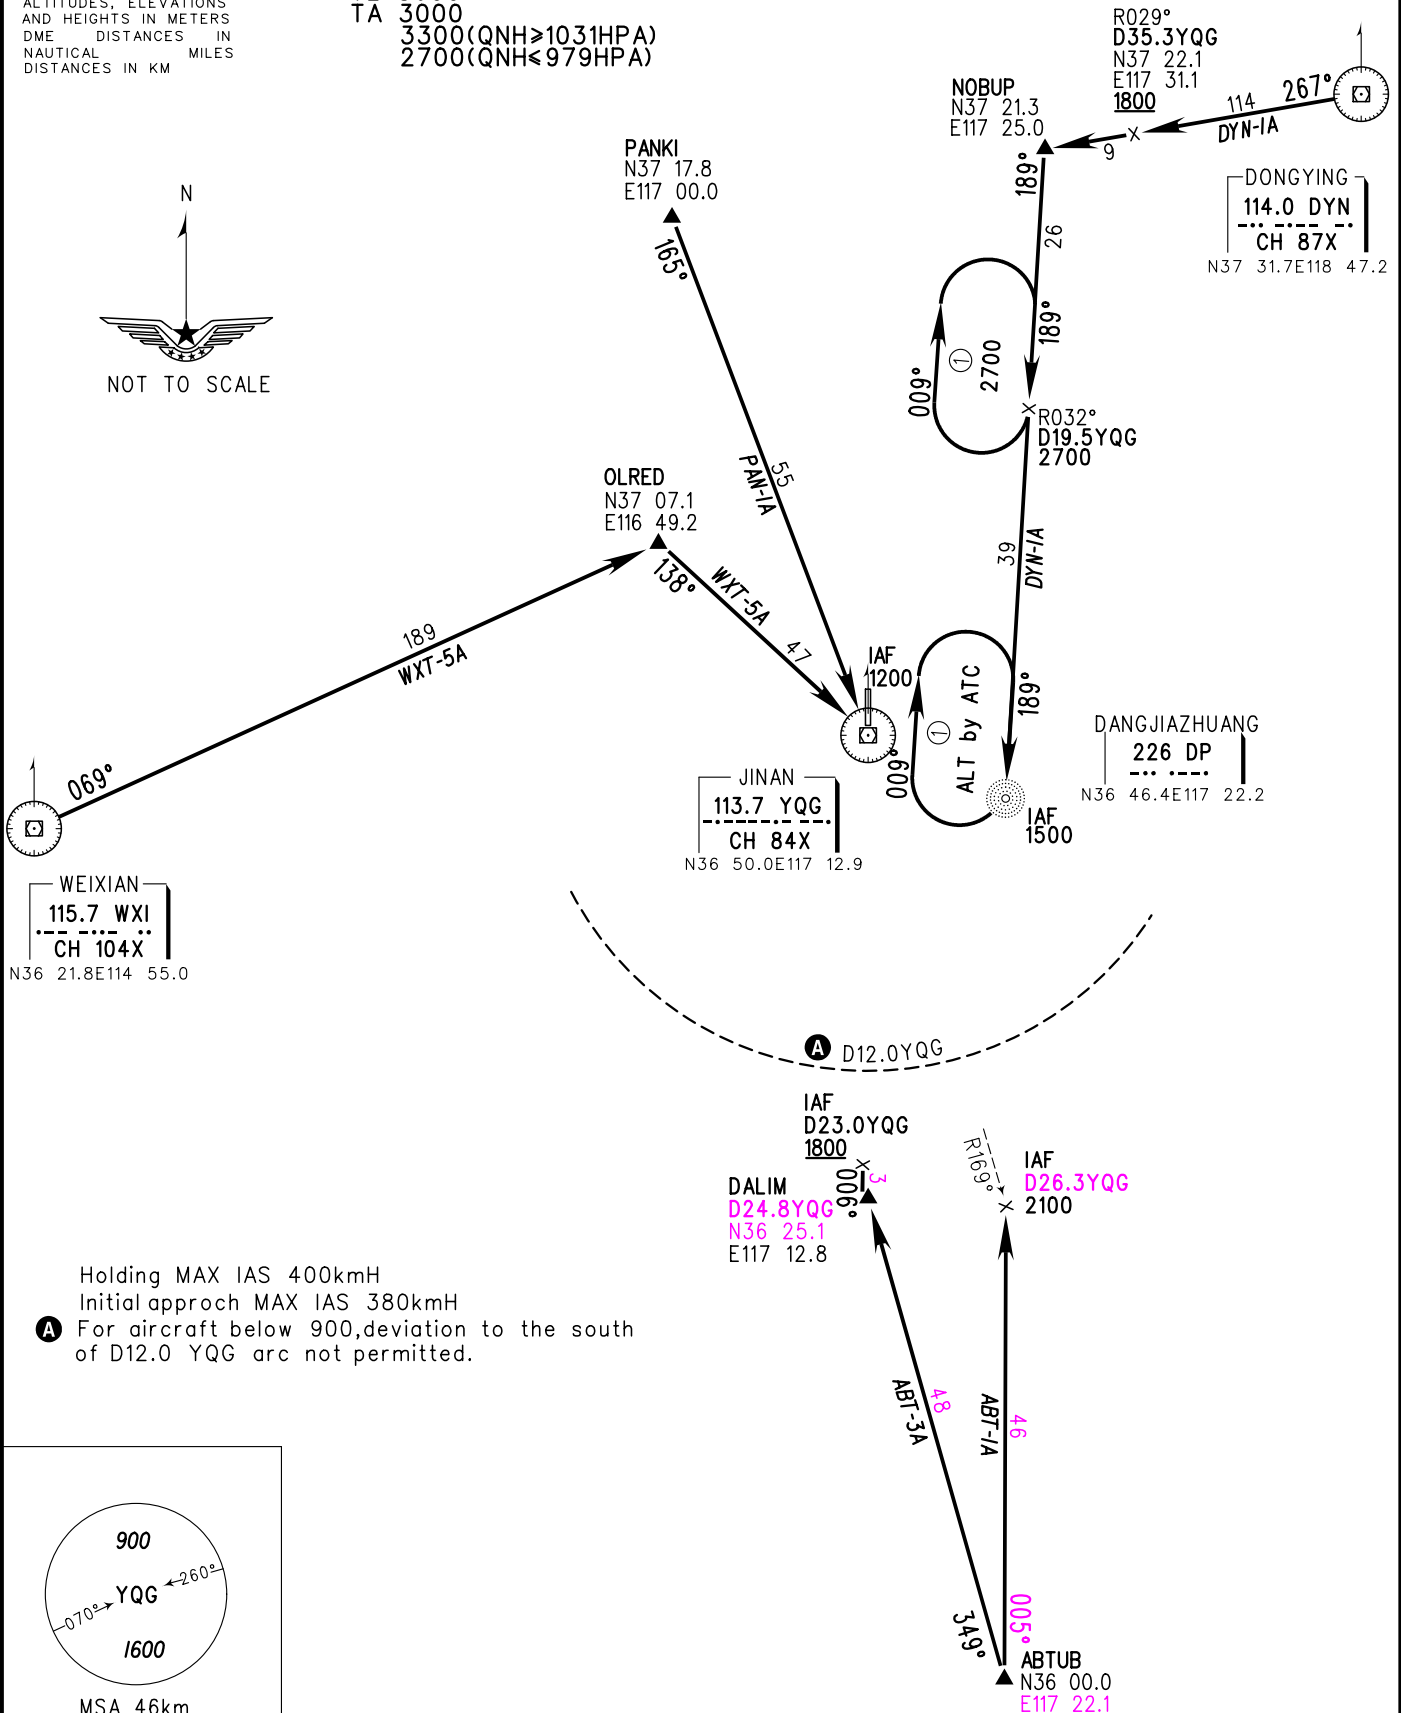 ALTITUDES, ELEVATIONS
AND HEIGHTS IN METERS
DME DISTANCES IN
NAUTICAL MILES
DISTANCES IN KM
TA 3000
3300(QNH≥1031HPA)
2700(QNH≤979HPA)
R029°
D35.3YQG
N37 22.1
E117 31.1
1800
267°
114
DYN-1A
9
NOBUP
N37 21.3
E117 25.0
189°
26
DONGYING
114.0 DYN
CH 87X
N37 31.7E118 47.2
PANKI
N37 17.8
E117 00.0
165°
55
PAN-1A
N
NOT TO SCALE
189°
1
2700
009°
R032°
D19.5YQG
2700
39
DYN-1A
OLRED
N37 07.1
E116 49.2
138°
WXT-5A
47
189
WXT-5A
069°
IAF
1200
189°
1
ALT by ATC
009°
DANGJIAZHUANG
226 DP
N36 46.4E117 22.2
IAF
1500
JINAN
113.7 YQG
CH 84X
N36 50.0E117 12.9
WEIXIAN
115.7 WXI
CH 104X
N36 21.8E114 55.0
A D12.0YQG
IAF
D23.0YQG
1800
3
006°
DALIM
D24.8YQG
N36 25.1
E117 12.8
R169°
IAF
D26.3YQG
2100
Holding MAX IAS 400kmH
Initial approch MAX IAS 380kmH
A For aircraft below 900,deviation to the south
of D12.0 YQG arc not permitted.
48
ABT-3A
46
ABT-1A
349°
005°
ABTUB
N36 00.0
E117 22.1
900
YQG
260°
070°
1600
MSA 46km